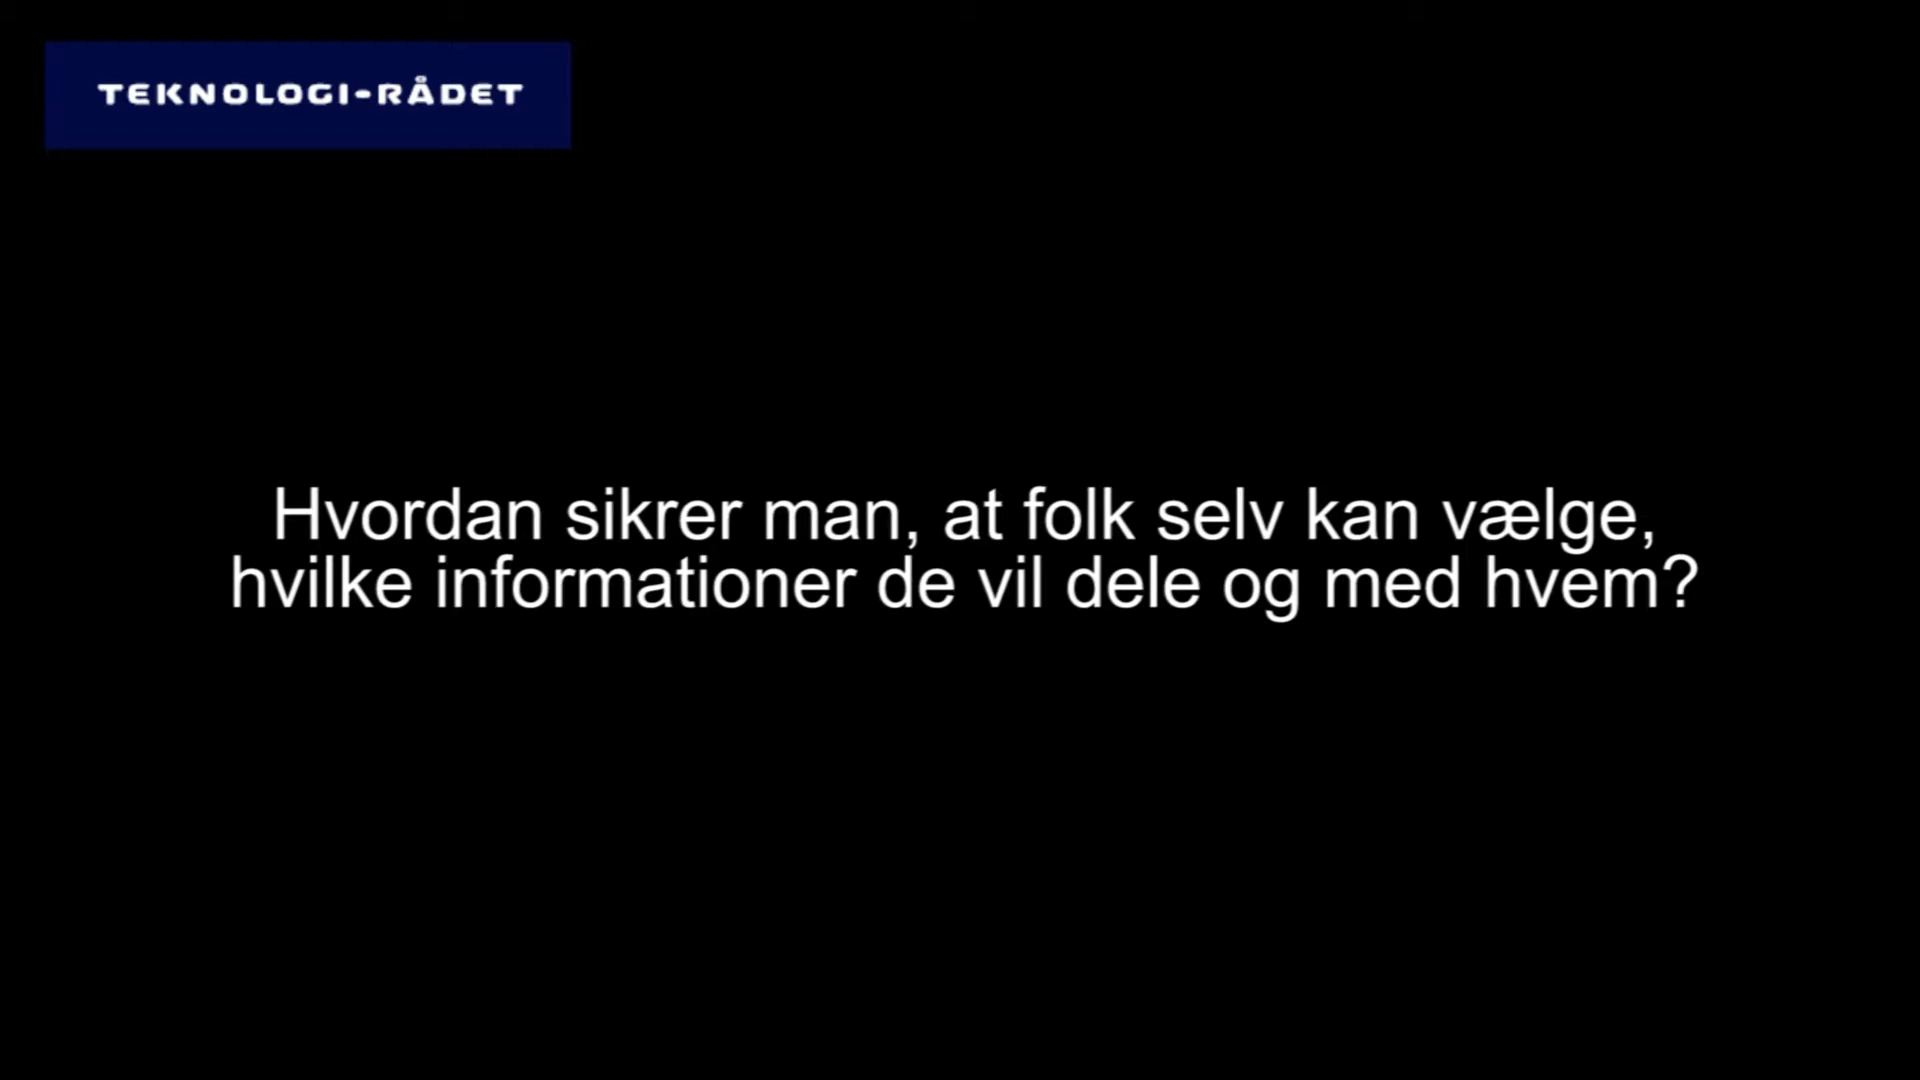 TEKNOLOGI-RÅDET
Hvordan sikrer man, at folk selv kan vælge,
hvilke informationer de vil dele og med hvem?